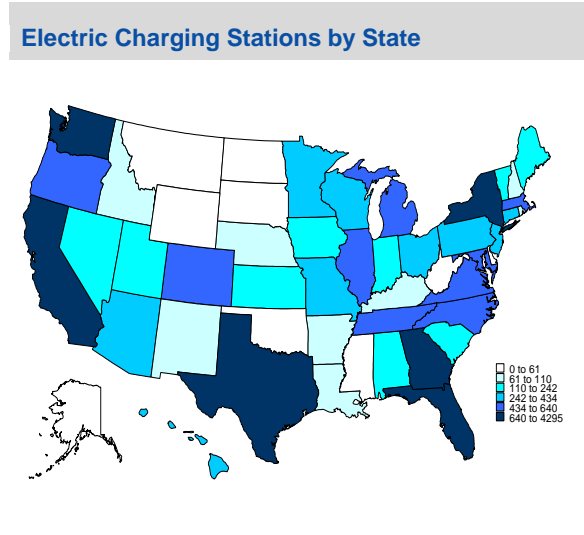 Electric Charging Stations by State
0 to 61
61 to 110
110 to 242
242 to 434
434 to 640
640 to 4295